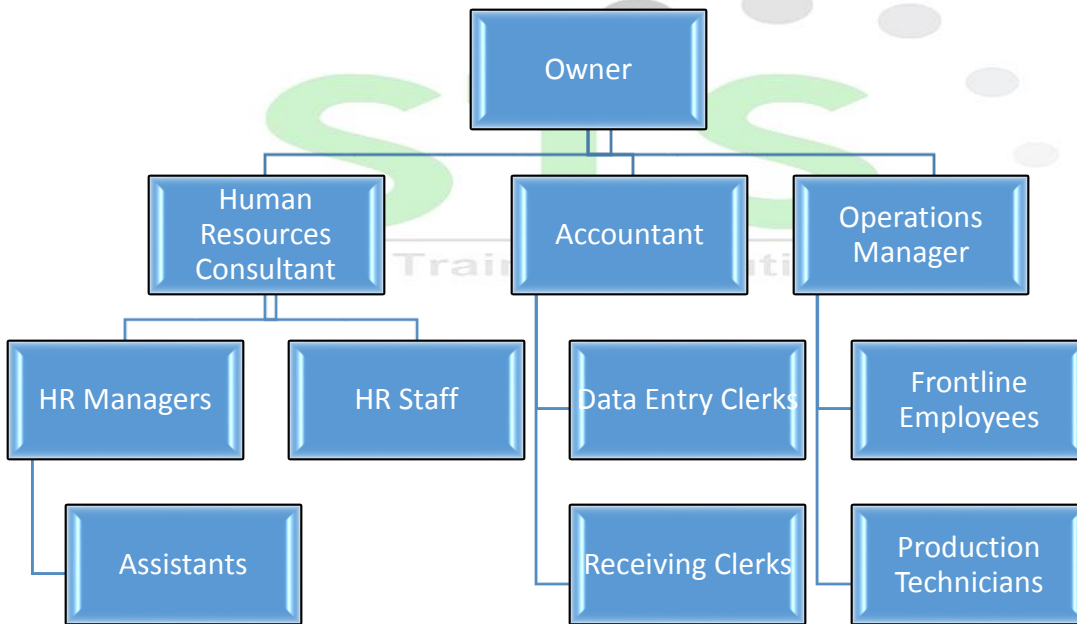 Owner
Human
Resources
Consultant
Accountant
Operations
Manager
HR Managers
HR Staff
Data Entry Clerks
Frontline
Employees
Assistants
Receiving Clerks
Production
Technicians